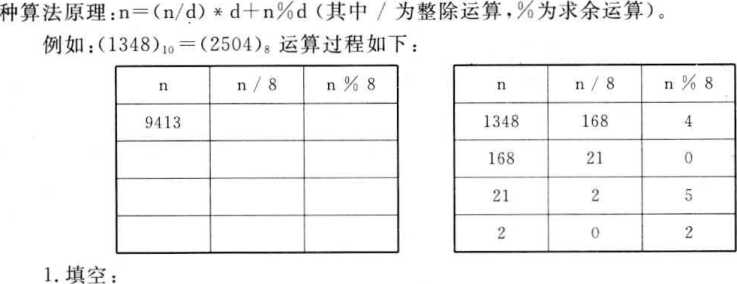 种算法原理:n=(n/d)*d+n%d(其中 / 为整除运算,%为求余运算)。
例如:(1348)₁₀=(2504)₈ 运算过程如下:
n n / 8 n % 8
9413
n n / 8 n % 8
1348 168 4
168 21 0
21 2 5
2 0 2
1.填空: